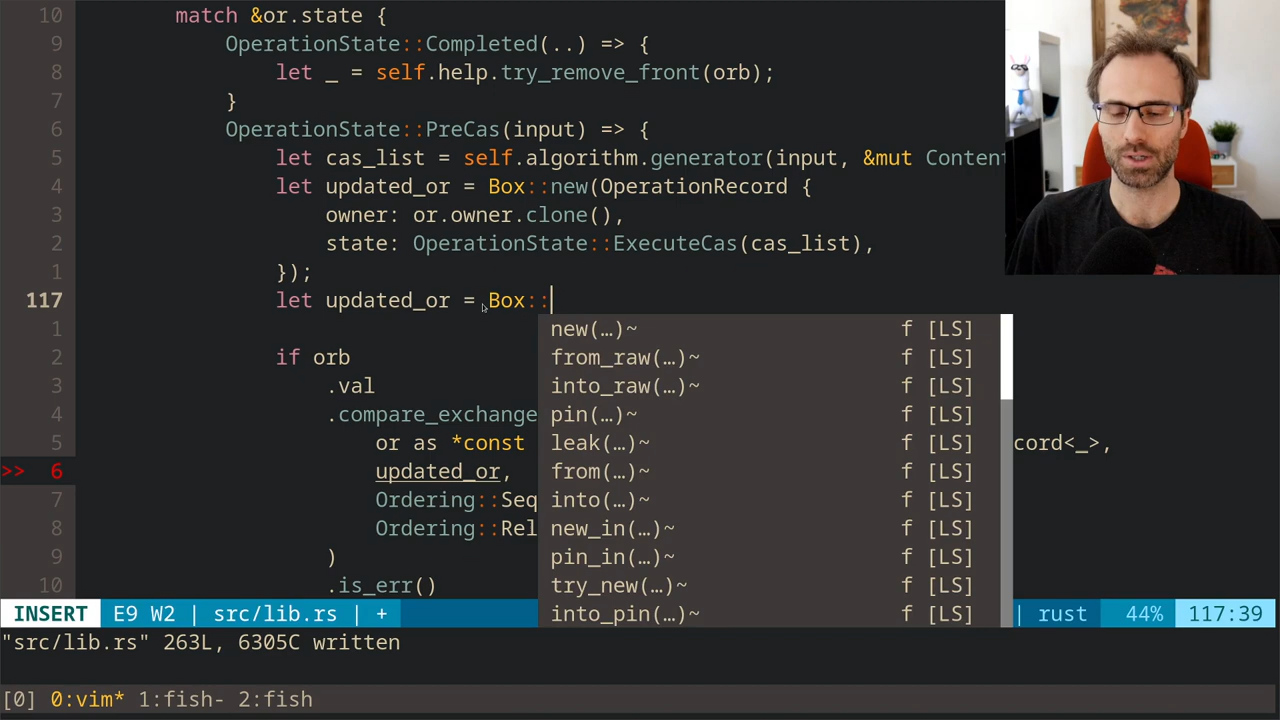 10 match &or.state {
9 OperationState::Completed(..) => {
8 let _ = self.help.try_remove_front(orb);
7 }
6 OperationState::PreCas(input) => {
5 let cas_list = self.algorithm.generator(input, &mut Conten
4 let updated_or = Box::new(OperationRecord {
3 owner: or.owner.clone(),
2 state: OperationState::ExecuteCas(cas_list),
1 });
117 let updated_or = Box::
1 new(…)~ f [LS]
2 if orb from_raw(…)~ f [LS]
3 .val into_raw(…)~ f [LS]
4 .compare_exchange pin(…)~ f [LS]
5 or as *const leak(…)~ f [LS] cord<_>,
>> 6 updated_or, from(…)~ f [LS]
7 Ordering::Seq into(…)~ f [LS]
8 Ordering::Rel new_in(…)~ f [LS]
9 ) pin_in(…)~ f [LS]
10 .is_err() try_new(…)~ f [LS]
into_pin(…)~ f [LS]
INSERT E9 W2 | src/lib.rs | + | rust 44% 117:39
"src/lib.rs" 263L, 6305C written
[0] 0:vim* 1:fish- 2:fish